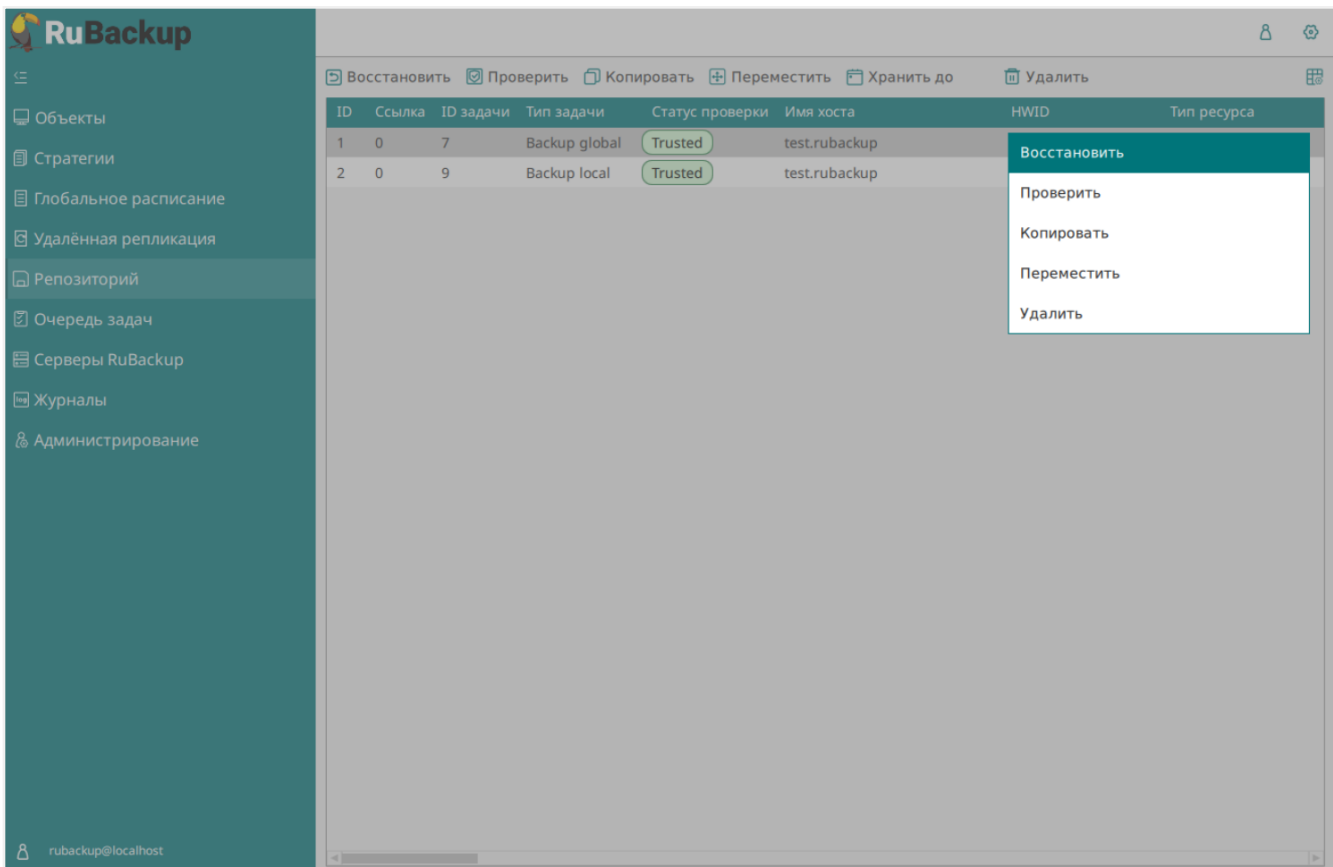 RuBackup
Восстановить Проверить Копировать Переместить Хранить до Удалить
Объекты
Стратегии
Глобальное расписание
Удалённая репликация
Репозиторий
Очередь задач
Серверы RuBackup
Журналы
Администрирование
rubackup@localhost
ID Ссылка ID задачи Тип задачи Статус проверки Имя хоста HWID Тип ресурса
1 0 7 Backup global Trusted test.rubackup
2 0 9 Backup local Trusted test.rubackup
Восстановить
Проверить
Копировать
Переместить
Удалить